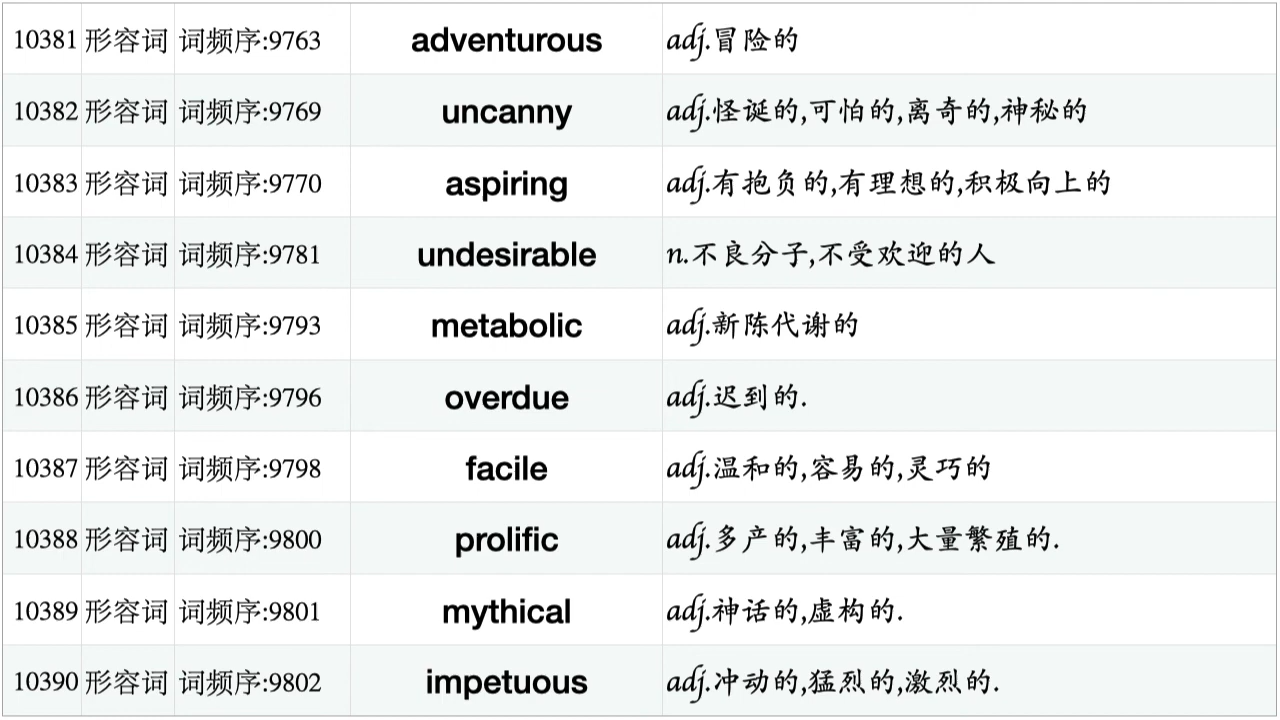 10381 形容词 词频序:9763 adventurous adj.冒险的
10382 形容词 词频序:9769 uncanny adj.怪诞的,可怕的,离奇的,神秘的
10383 形容词 词频序:9770 aspiring adj.有抱负的,有理想的,积极向上的
10384 形容词 词频序:9781 undesirable n.不良分子,不受欢迎的人
10385 形容词 词频序:9793 metabolic adj.新陈代谢的
10386 形容词 词频序:9796 overdue adj.迟到的.
10387 形容词 词频序:9798 facile adj.温和的,容易的,灵巧的
10388 形容词 词频序:9800 prolific adj.多产的,丰富的,大量繁殖的.
10389 形容词 词频序:9801 mythical adj.神话的,虚构的.
10390 形容词 词频序:9802 impetuous adj.冲动的,猛烈的,激烈的.